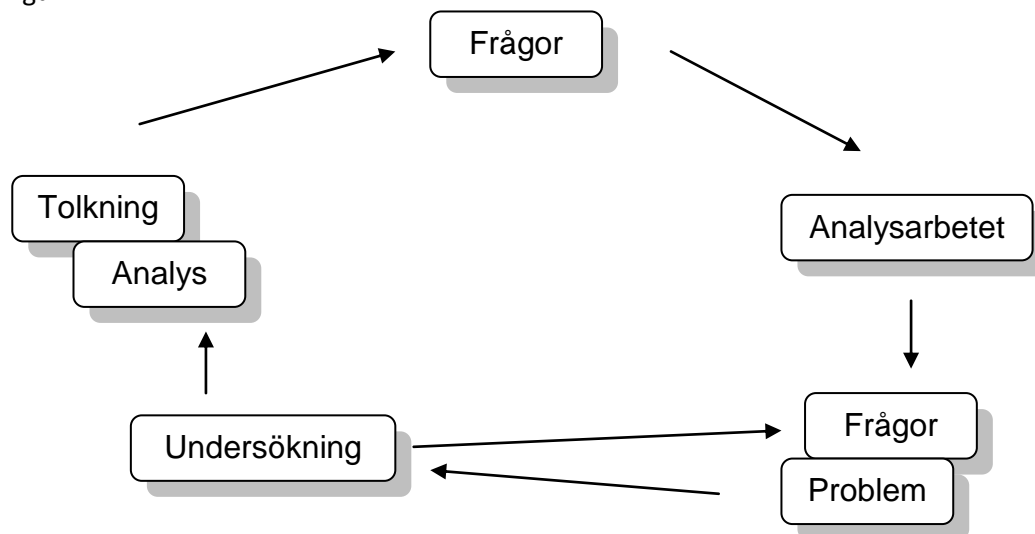 Frågor
Tolkning
Analys
Analysarbetet
Undersökning
Frågor
Problem